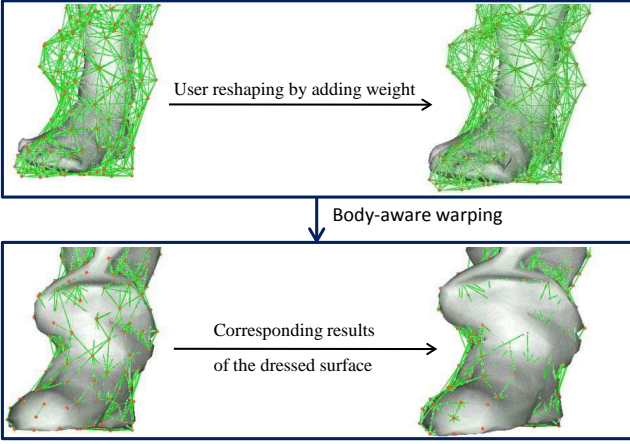 User reshaping by adding weight
Body-aware warping
Corresponding results
of the dressed surface